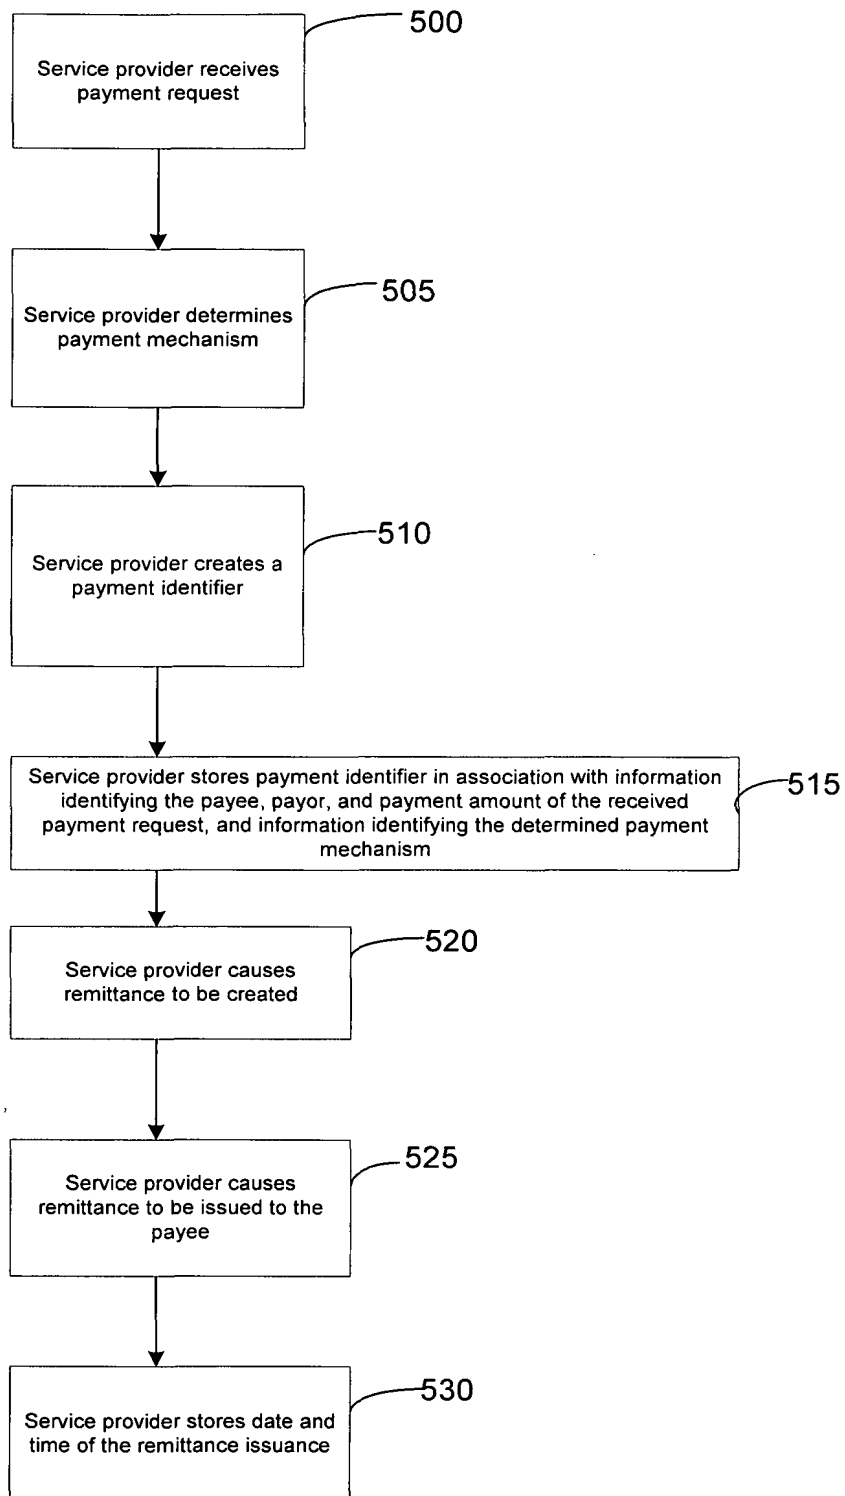 500
Service provider receives
payment request
505
Service provider determines
payment mechanism
510
Service provider creates a
payment identifier
515
Service provider stores payment identifier in association with information
identifying the payee, payor, and payment amount of the received
payment request, and information identifying the determined payment
mechanism
520
Service provider causes
remittance to be created
525
Service provider causes
remittance to be issued to the
payee
530
Service provider stores date and
time of the remittance issuance